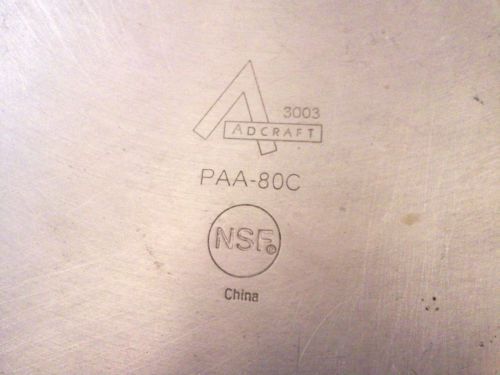 3003
ADCRAFT
PAA-80C
NSF®
China